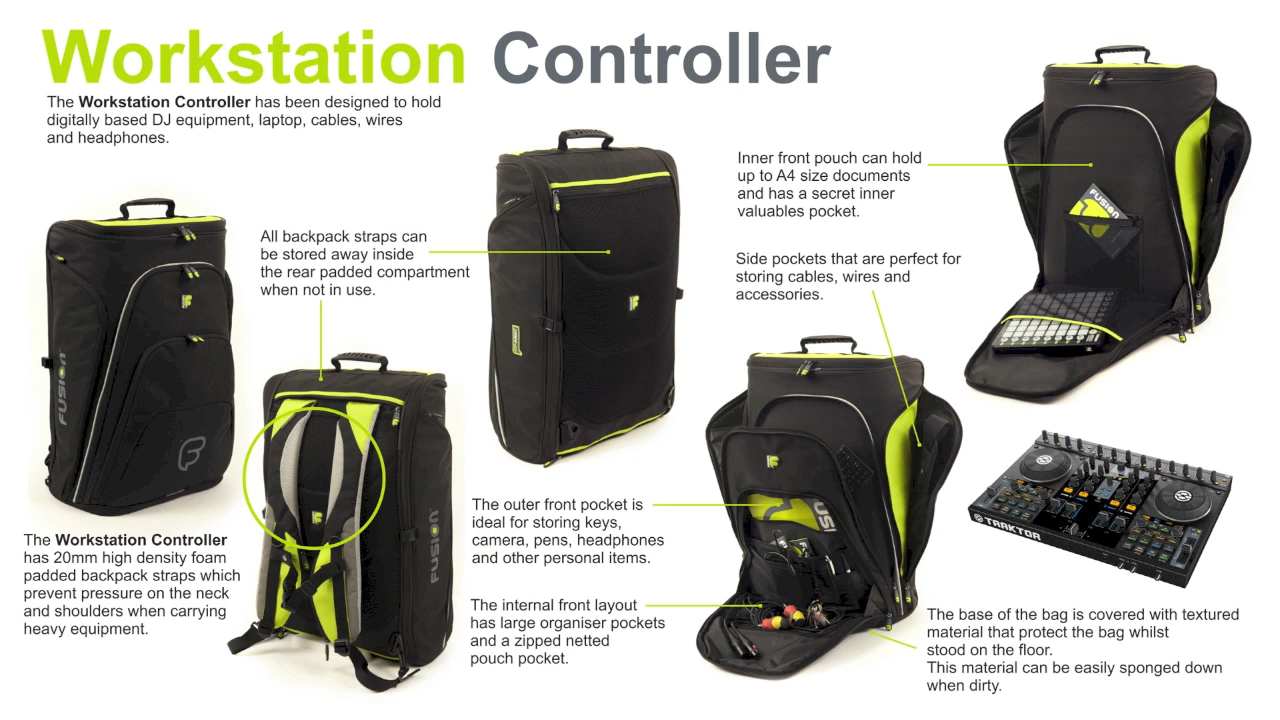 Workstation Controller
The Workstation Controller has been designed to hold
digitally based DJ equipment, laptop, cables, wires
and headphones.
All backpack straps can
be stored away inside
the rear padded compartment
when not in use.
Inner front pouch can hold
up to A4 size documents
and has a secret inner
valuables pocket.
Side pockets that are perfect for
storing cables, wires and
accessories.
FUSION
FUSION
FUSION
The Workstation Controller
has 20mm high density foam
padded backpack straps which
prevent pressure on the neck
and shoulders when carrying
heavy equipment.
The outer front pocket is
ideal for storing keys,
camera, pens, headphones
and other personal items.
The internal front layout
has large organiser pockets
and a zipped netted
pouch pocket.
TRAKTOR
The base of the bag is covered with textured
material that protect the bag whilst
stood on the floor.
This material can be easily sponged down
when dirty.